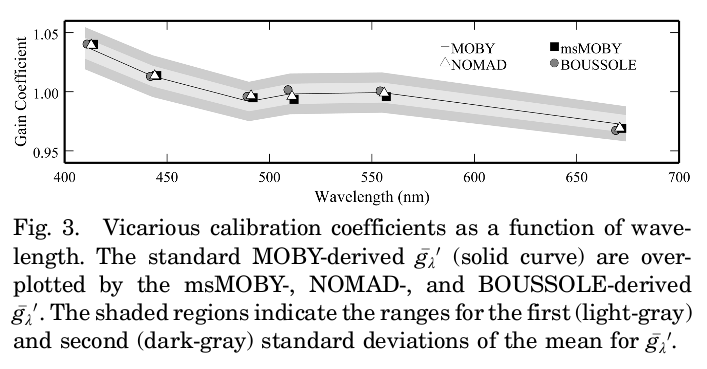 1.05
1.00
0.95
Gain Coefficient
MOBY
msMOBY
NOMAD
BOUSSOLE
400 450 500 550 600 650 700
Wavelength (nm)
Fig. 3. Vicarious calibration coefficients as a function of wave-
length. The standard MOBY-derived ḡλ′ (solid curve) are over-
plotted by the msMOBY-, NOMAD-, and BOUSSOLE-derived
ḡλ′. The shaded regions indicate the ranges for the first (light-gray)
and second (dark-gray) standard deviations of the mean for ḡλ′.